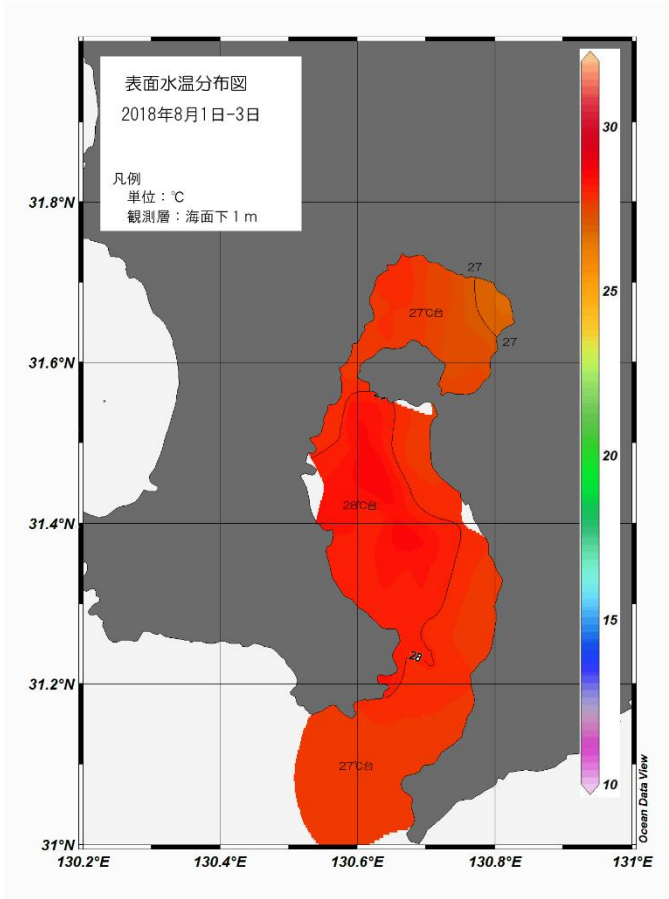 表面水温分布図
2018年8月1日-3日
凡例
単位：℃
観測層：海面下１ｍ
30
25
20
15
10
31.8°N
31.6°N
31.4°N
31.2°N
31°N
27
27℃台
27
28℃台
28
27℃台
130.2°E
130.4°E
130.6°E
130.8°E
131°E
Ocean Data View